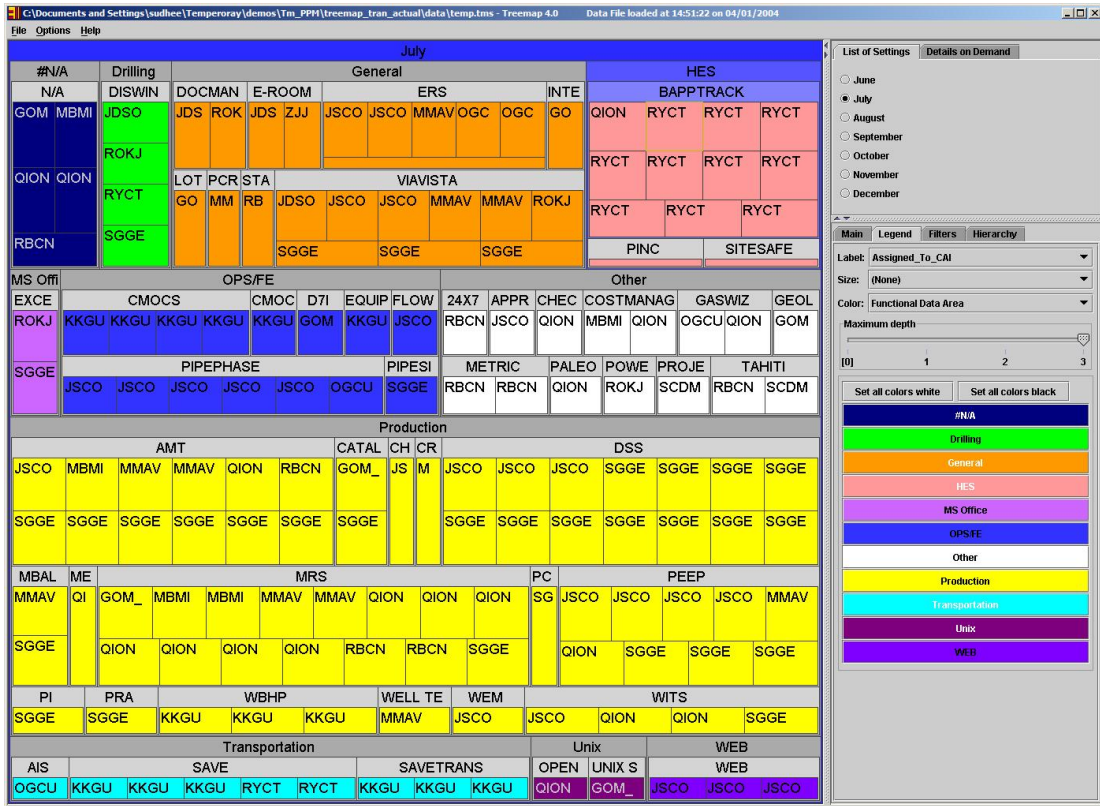 C:\Documents and Settings\sudhee\Temperoray\demos\Tm_PPM\treemap_tran_actual\data\temp.tms - Treemap 4.0 Data File loaded at 14:51:22 on 04/01/2004
File Options Help
July
#N/A Drilling General HES
N/A DISWIN DOCMAN E-ROOM ERS INTE BAPPTRACK
GOM MBMI JDSO JDS ROK JDS ZJJ JSCO JSCO MMAV OGC OGC GO QION RYCT RYCT RYCT
ROKJ RYCT RYCT RYCT RYCT
QION QION LOT PCR STA VIAVISTA
RYCT GO MM RB JDSO JSCO JSCO MMAV MMAV ROKJ RYCT RYCT RYCT
RBCN SGGE SGGE SGGE SGGE PINC SITESAFE
MS Offi OPS/FE Other
EXCE CMOCS CMOC D7I EQUIP FLOW 24X7 APPR CHEC COSTMANAG GASWIZ GEOL
ROKJ KKGU KKGU KKGU KKGU KKGU GOM KKGU JSCO RBCN JSCO QION MBMI QION OGCU QION GOM
SGGE PIPEPHASE PIPESI METRIC PALEO POWE PROJE TAHITI
JSCO JSCO JSCO JSCO JSCO OGCU SGGE RBCN RBCN QION ROKJ SCDM RBCN SCDM
Production
AMT CATAL CH CR DSS
JSCO MBMI MMAV MMAV QION RBCN GOM_ JS M JSCO JSCO JSCO SGGE SGGE SGGE SGGE
SGGE SGGE SGGE SGGE SGGE SGGE SGGE SGGE SGGE SGGE SGGE SGGE SGGE SGGE
MBAL ME MRS PC PEEP
MMAV QI GOM_ MBMI MBMI MMAV MMAV QION QION QION SG JSCO JSCO JSCO JSCO MMAV
SGGE QION QION QION QION RBCN RBCN SGGE QION SGGE SGGE SGGE
PI PRA WBHP WELL TE WEM WITS
SGGE SGGE KKGU KKGU KKGU MMAV JSCO JSCO QION QION SGGE
Transportation Unix WEB
AIS SAVE SAVETRANS OPEN UNIX S WEB
OGCU KKGU KKGU KKGU RYCT RYCT KKGU KKGU KKGU QION GOM_ JSCO JSCO JSCO
List of Settings Details on Demand
June
July
August
September
October
November
December
Main Legend Filters Hierarchy
Label: Assigned_To_CAI
Size: (None)
Color: Functional Data Area
Maximum depth
[0] 1 2 3
Set all colors white Set all colors black
#N/A
Drilling
General
HES
MS Office
OPS/FE
Other
Production
Transportation
Unix
WEB